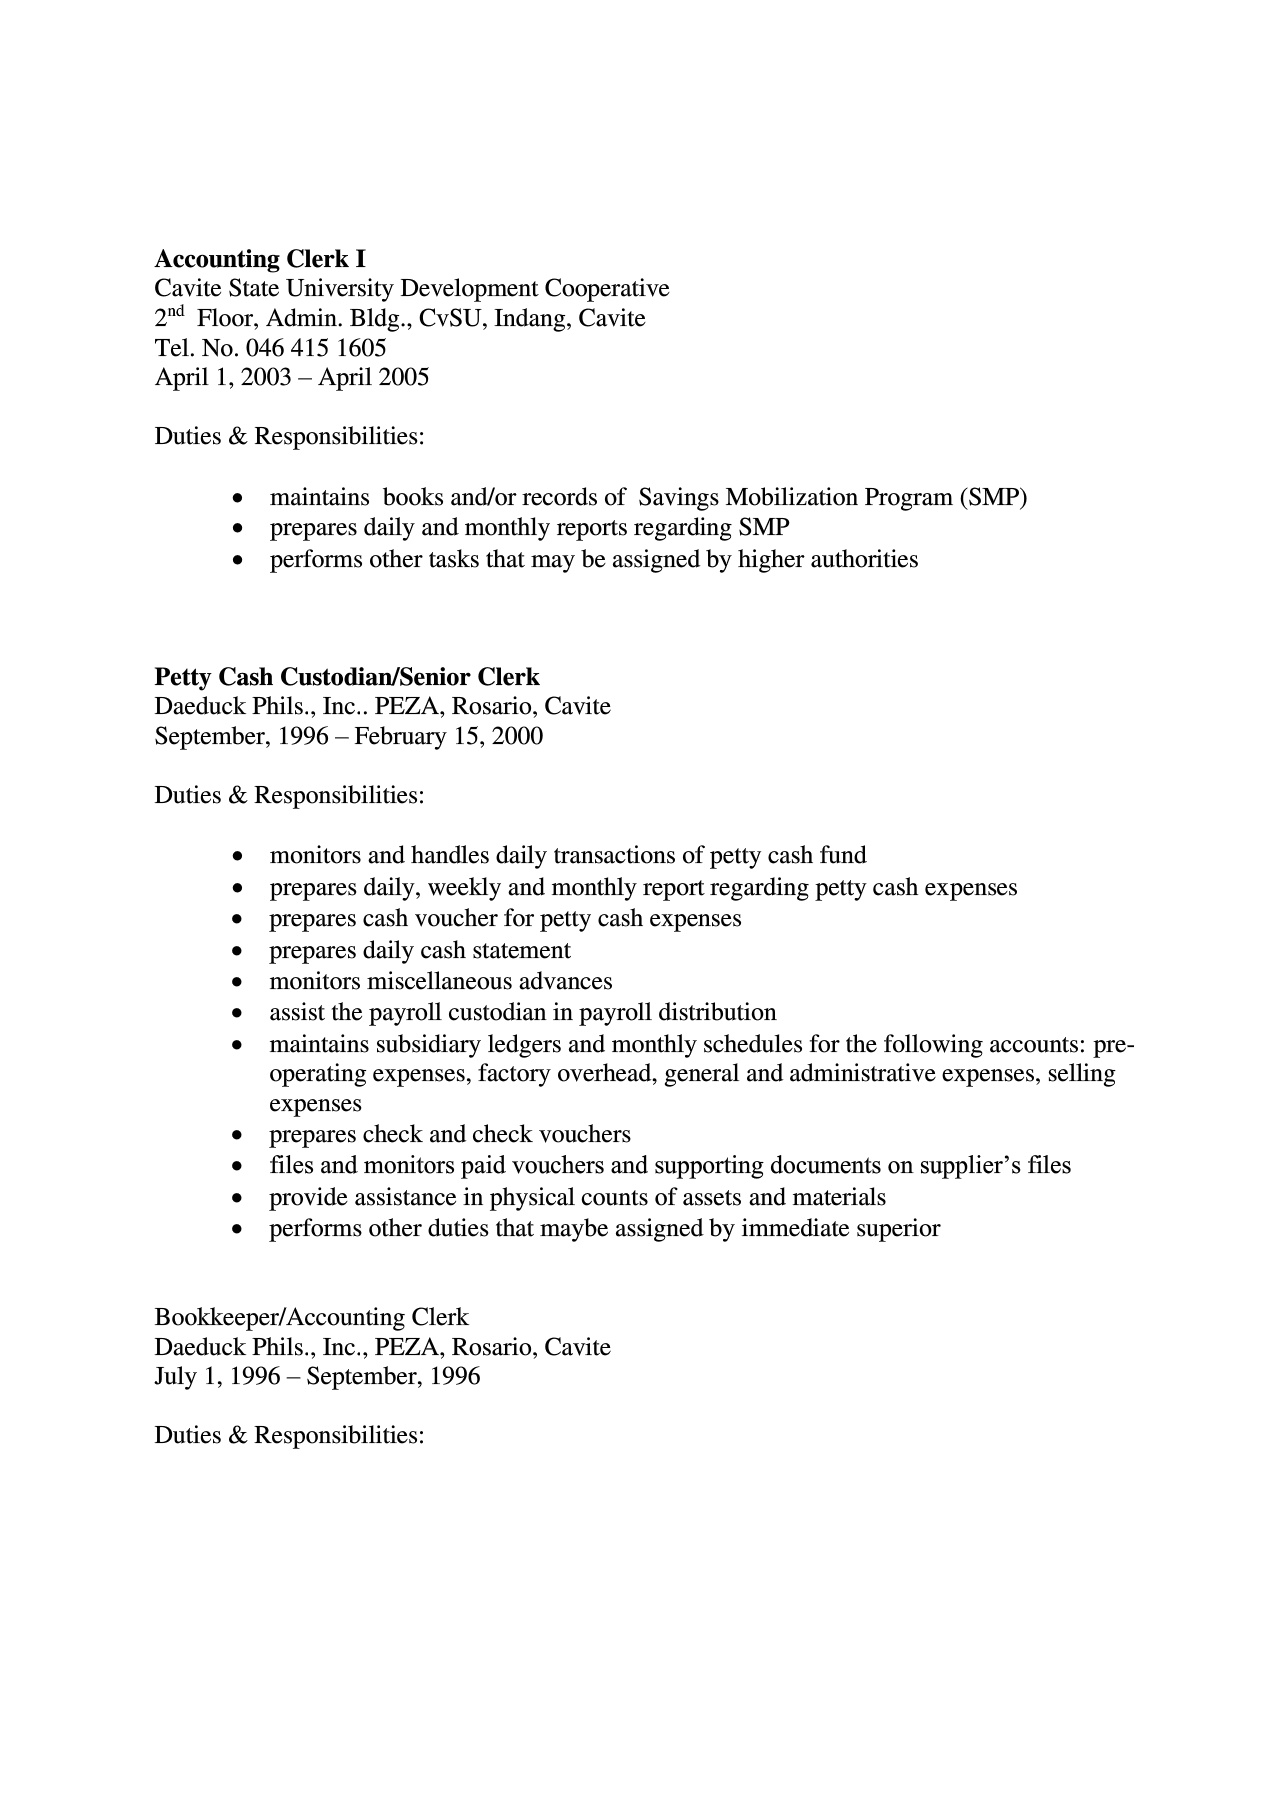 Accounting Clerk I
Cavite State University Development Cooperative
2nd  Floor, Admin. Bldg., CvSU, Indang, Cavite
Tel. No. 046 415 1605
April 1, 2003 – April 2005
Duties & Responsibilities:
• maintains  books and/or records of  Savings Mobilization Program (SMP)
• prepares daily and monthly reports regarding SMP
• performs other tasks that may be assigned by higher authorities
Petty Cash Custodian/Senior Clerk
Daeduck Phils., Inc.. PEZA, Rosario, Cavite
September, 1996 – February 15, 2000
Duties & Responsibilities:
• monitors and handles daily transactions of petty cash fund
• prepares daily, weekly and monthly report regarding petty cash expenses
• prepares cash voucher for petty cash expenses
• prepares daily cash statement
• monitors miscellaneous advances
• assist the payroll custodian in payroll distribution
• maintains subsidiary ledgers and monthly schedules for the following accounts: pre-
operating expenses, factory overhead, general and administrative expenses, selling
expenses
• prepares check and check vouchers
• files and monitors paid vouchers and supporting documents on supplier’s files
• provide assistance in physical counts of assets and materials
• performs other duties that maybe assigned by immediate superior
Bookkeeper/Accounting Clerk
Daeduck Phils., Inc., PEZA, Rosario, Cavite
July 1, 1996 – September, 1996
Duties & Responsibilities: